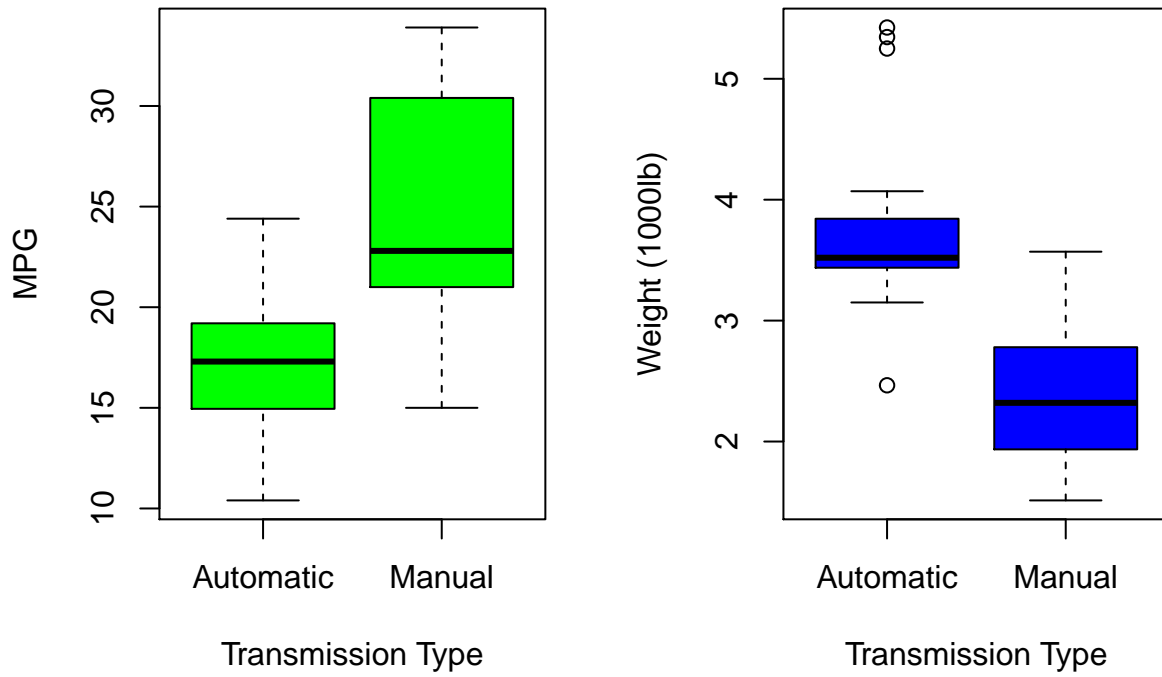 MPG
30
25
20
15
10
Automatic Manual
Transmission Type
Weight (1000lb)
5
4
3
2
Automatic Manual
Transmission Type